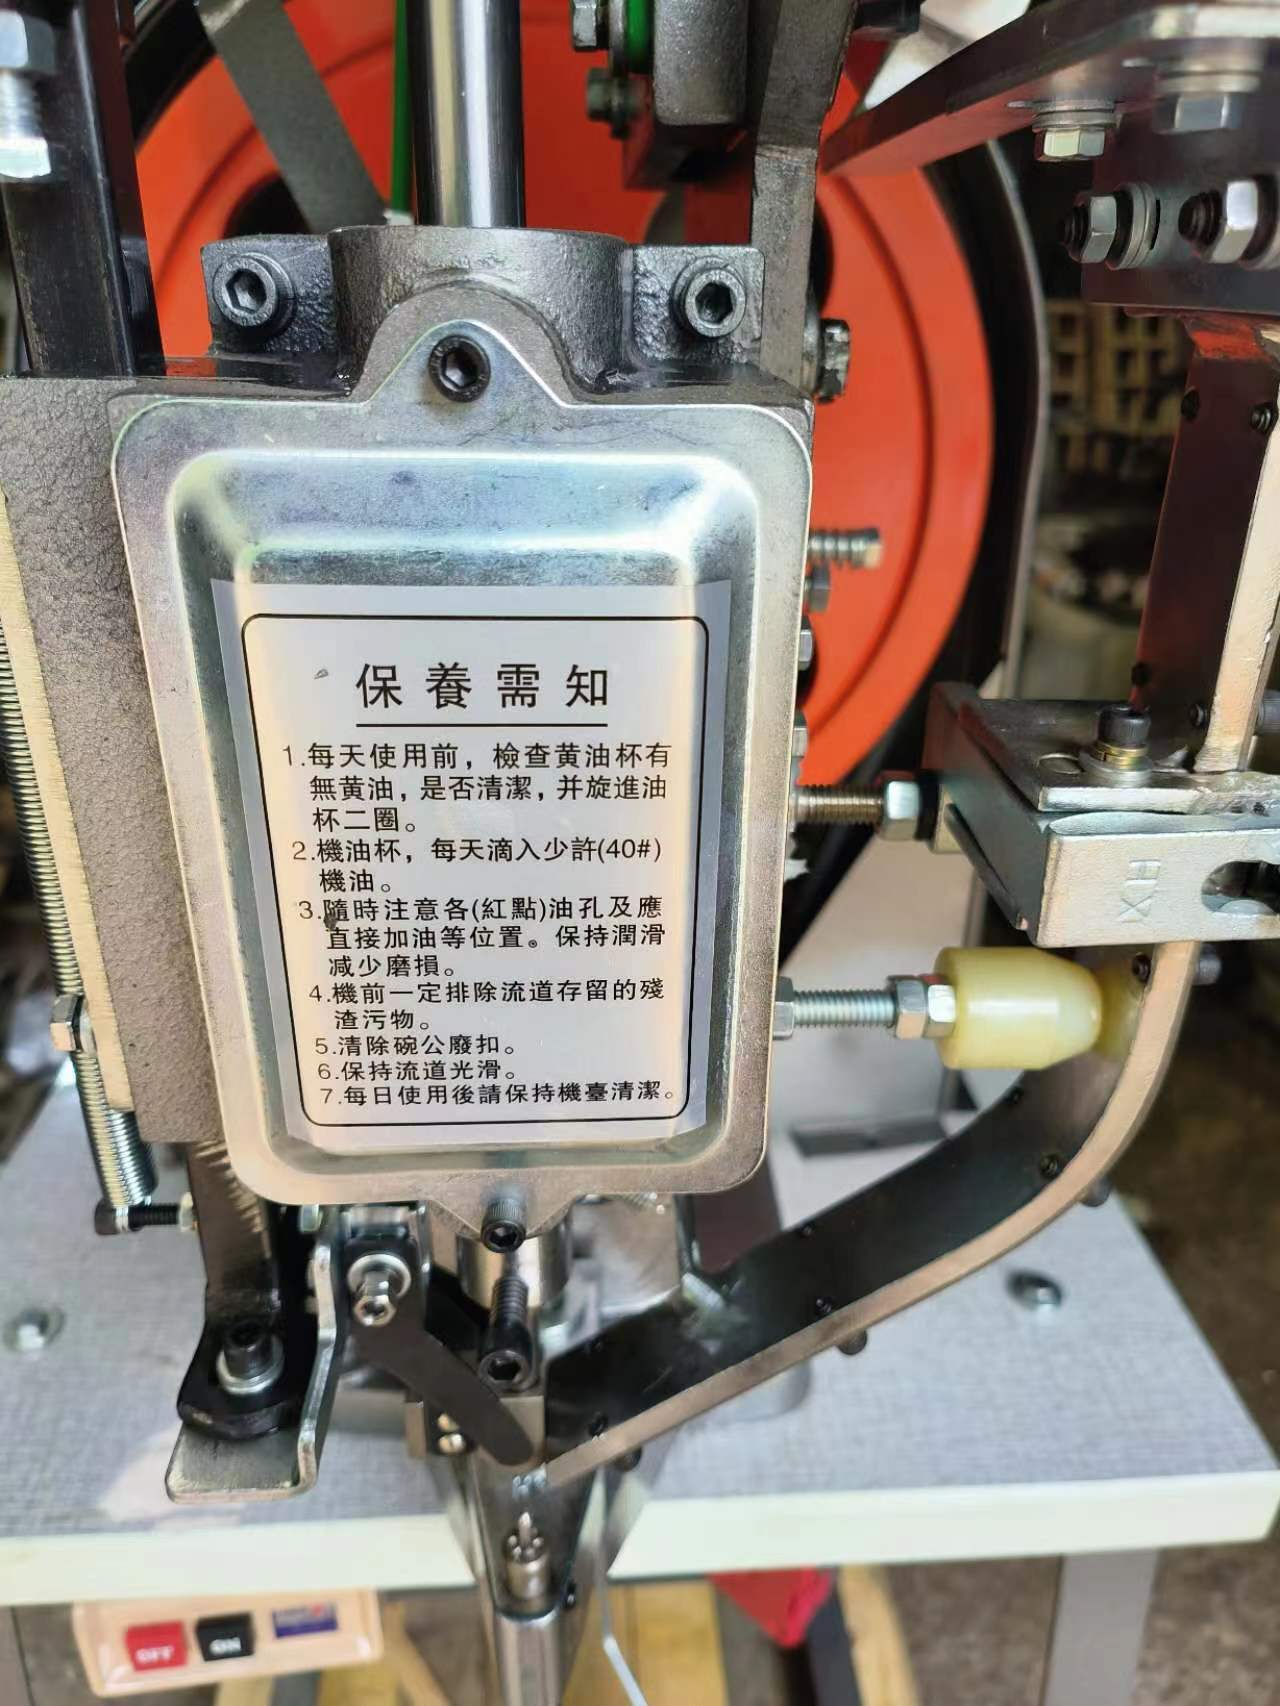 保養需知
1.每天使用前，檢查黄油杯有
無黄油，是否清潔，并旋進油
杯二圈。
2.機油杯，每天滴入少許(40#)
機油。
3.隨時注意各(紅點)油孔及應
直接加油等位置。保持潤滑
减少磨損。
4.機前一定排除流道存留的殘
渣污物。
5.清除碗公廢扣。
6.保持流道光滑。
7.每日使用後請保持機臺清潔。
HX
OFF
ON